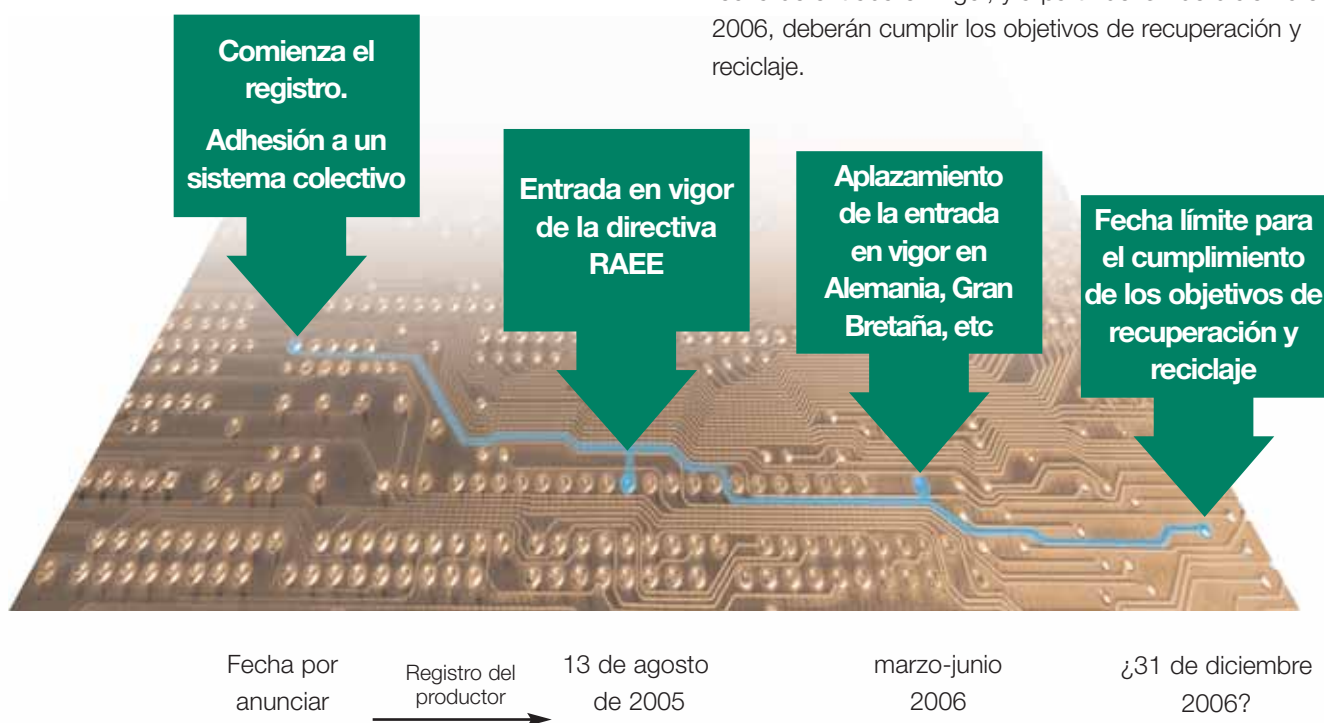 2006, deberán cumplir los objetivos de recuperación y
reciclaje.
Comienza el
registro.
Adhesión a un
sistema colectivo
Entrada en vigor
de la directiva
RAEE
Aplazamiento
de la entrada
en vigor en
Alemania, Gran
Bretaña, etc
Fecha límite para
el cumplimiento
de los objetivos de
recuperación y
reciclaje
Fecha por
anunciar
Registro del
productor
13 de agosto
de 2005
marzo-junio
2006
¿31 de diciembre
2006?